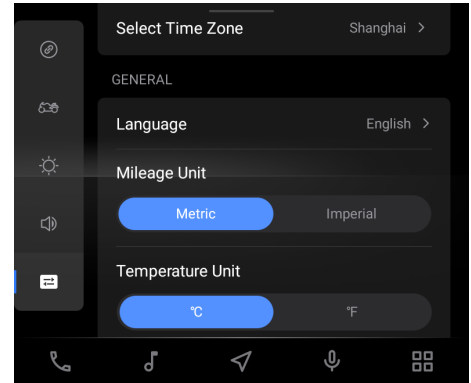 Select Time Zone Shanghai >
GENERAL
Language English >
Mileage Unit
Metric Imperial
Temperature Unit
℃ ℉